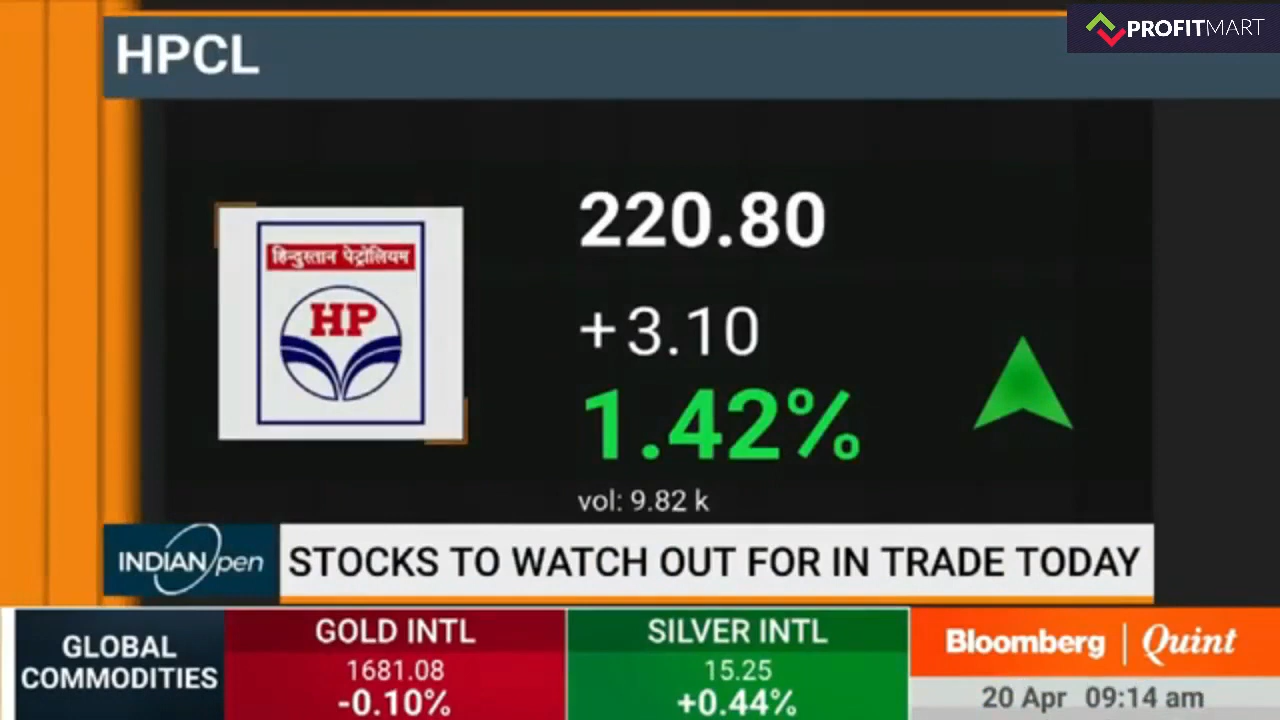 HPCL
PROFITMART
220.80
हिन्दुस्तान पेट्रोलियम
HP
+3.10
1.42%
vol: 9.82 k
INDIAN Open
STOCKS TO WATCH OUT FOR IN TRADE TODAY
GLOBAL
COMMODITIES
GOLD INTL
1681.08
-0.10%
SILVER INTL
15.25
+0.44%
Bloomberg | Quint
20 Apr 09:14 am